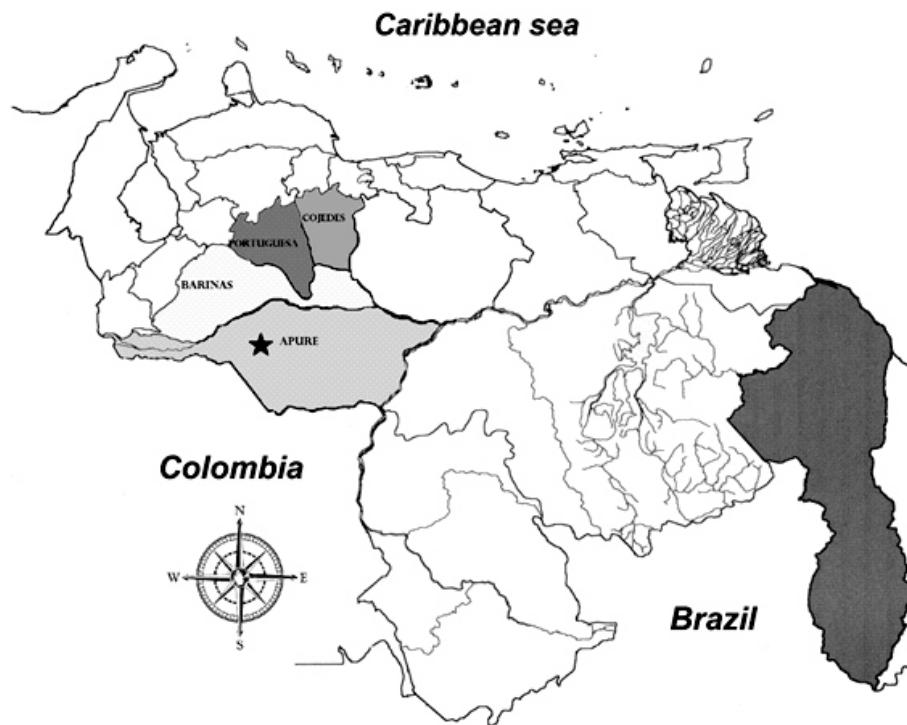 Caribbean sea
COJEDES
PORTUGUESA
BARINAS
APURE
Colombia
N
W
E
S
Brazil